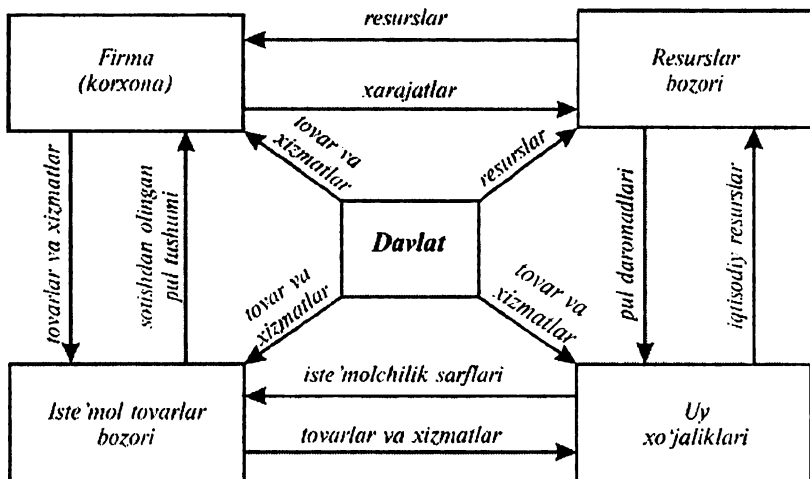 resurslar
Firma
(korxona)
Resurslar
bozori
xarajatlar
tovar va
xizmatlar
resurslar
tovarlar va xizmatlar
sotishdan olingan
pul tushumi
Davlat
pul daromadlari
iqtisodiy resurslar
tovar va
xizmatlar
tovar va
xizmatlar
iste’molchilik sarflari
Iste’mol tovarlar
bozori
Uy
xo‘jaliklari
tovarlar va xizmatlar